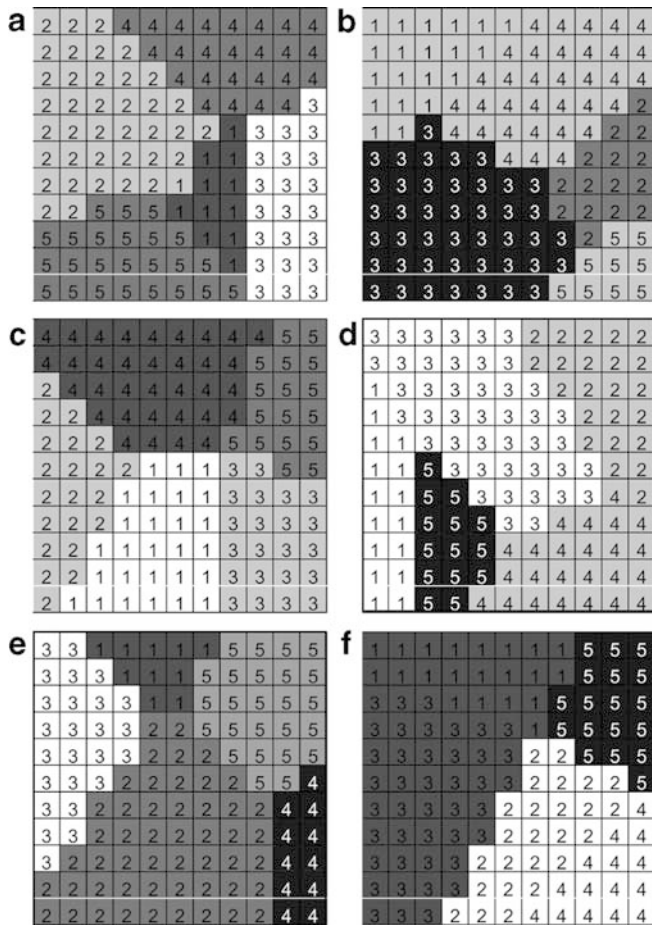 a
2 2 2 4 4 4 4 4 4 4 4
2 2 2 2 4 4 4 4 4 4 4
2 2 2 2 2 4 4 4 4 4 4
2 2 2 2 2 2 4 4 4 4 3
2 2 2 2 2 2 2 1 3 3 3
2 2 2 2 2 2 1 1 3 3 3
2 2 2 2 2 1 1 1 3 3 3
2 2 5 5 5 1 1 1 3 3 3
5 5 5 5 5 5 1 1 3 3 3
5 5 5 5 5 5 5 1 3 3 3
5 5 5 5 5 5 5 5 3 3 3
b
1 1 1 1 1 1 1 4 4 4 4
1 1 1 1 1 4 4 4 4 4 4
1 1 1 1 4 4 4 4 4 4 4
1 1 1 4 4 4 4 4 4 4 2
1 1 3 4 4 4 4 4 4 2 2
3 3 3 3 3 4 4 4 2 2 2
3 3 3 3 3 3 3 2 2 2 2
3 3 3 3 3 3 3 2 2 2 2
3 3 3 3 3 3 3 3 2 5 5
3 3 3 3 3 3 3 3 5 5 5
3 3 3 3 3 3 3 5 5 5 5
c
4 4 4 4 4 4 4 4 4 5 5
4 4 4 4 4 4 4 4 5 5 5
2 4 4 4 4 4 4 4 5 5 5
2 2 4 4 4 4 4 4 5 5 5
2 2 2 4 4 4 4 5 5 5 5
2 2 2 2 1 1 1 3 3 5 5
2 2 2 1 1 1 1 3 3 3 3
2 2 2 1 1 1 1 3 3 3 3
2 2 1 1 1 1 1 3 3 3 3
2 2 1 1 1 1 1 3 3 3 3
2 1 1 1 1 1 1 3 3 3 3
d
3 3 3 3 3 3 2 2 2 2 2
3 3 3 3 3 3 2 2 2 2 2
1 3 3 3 3 3 3 2 2 2 2
1 3 3 3 3 3 3 3 2 2 2
1 1 3 3 3 3 3 3 2 2 2
1 1 5 3 3 3 3 3 3 2 2
1 1 5 5 3 3 3 3 3 4 2
1 1 5 5 5 3 3 4 4 4 4
1 1 5 5 5 4 4 4 4 4 4
1 1 5 5 5 4 4 4 4 4 4
1 1 5 5 4 4 4 4 4 4 4
e
3 3 1 1 1 1 1 5 5 5 5
3 3 3 1 1 1 5 5 5 5 5
3 3 3 3 1 1 5 5 5 5 5
3 3 3 3 2 2 5 5 5 5 5
3 3 3 3 2 2 2 5 5 5 5
3 3 3 2 2 2 2 2 5 5 4
3 3 2 2 2 2 2 2 2 4 4
3 3 2 2 2 2 2 2 2 4 4
3 2 2 2 2 2 2 2 2 4 4
2 2 2 2 2 2 2 2 2 4 4
2 2 2 2 2 2 2 2 2 4 4
f
1 1 1 1 1 1 1 1 5 5 5
1 1 1 1 1 1 1 1 5 5 5
3 3 3 1 1 1 1 5 5 5 5
3 3 3 3 3 3 1 5 5 5 5
3 3 3 3 3 3 2 2 5 5 5
3 3 3 3 3 3 2 2 2 2 5
3 3 3 3 3 2 2 2 2 2 4
3 3 3 3 3 2 2 2 2 4 4
3 3 3 3 2 2 2 2 4 4 4
3 3 3 3 2 2 2 4 4 4 4
3 3 3 2 2 2 4 4 4 4 4